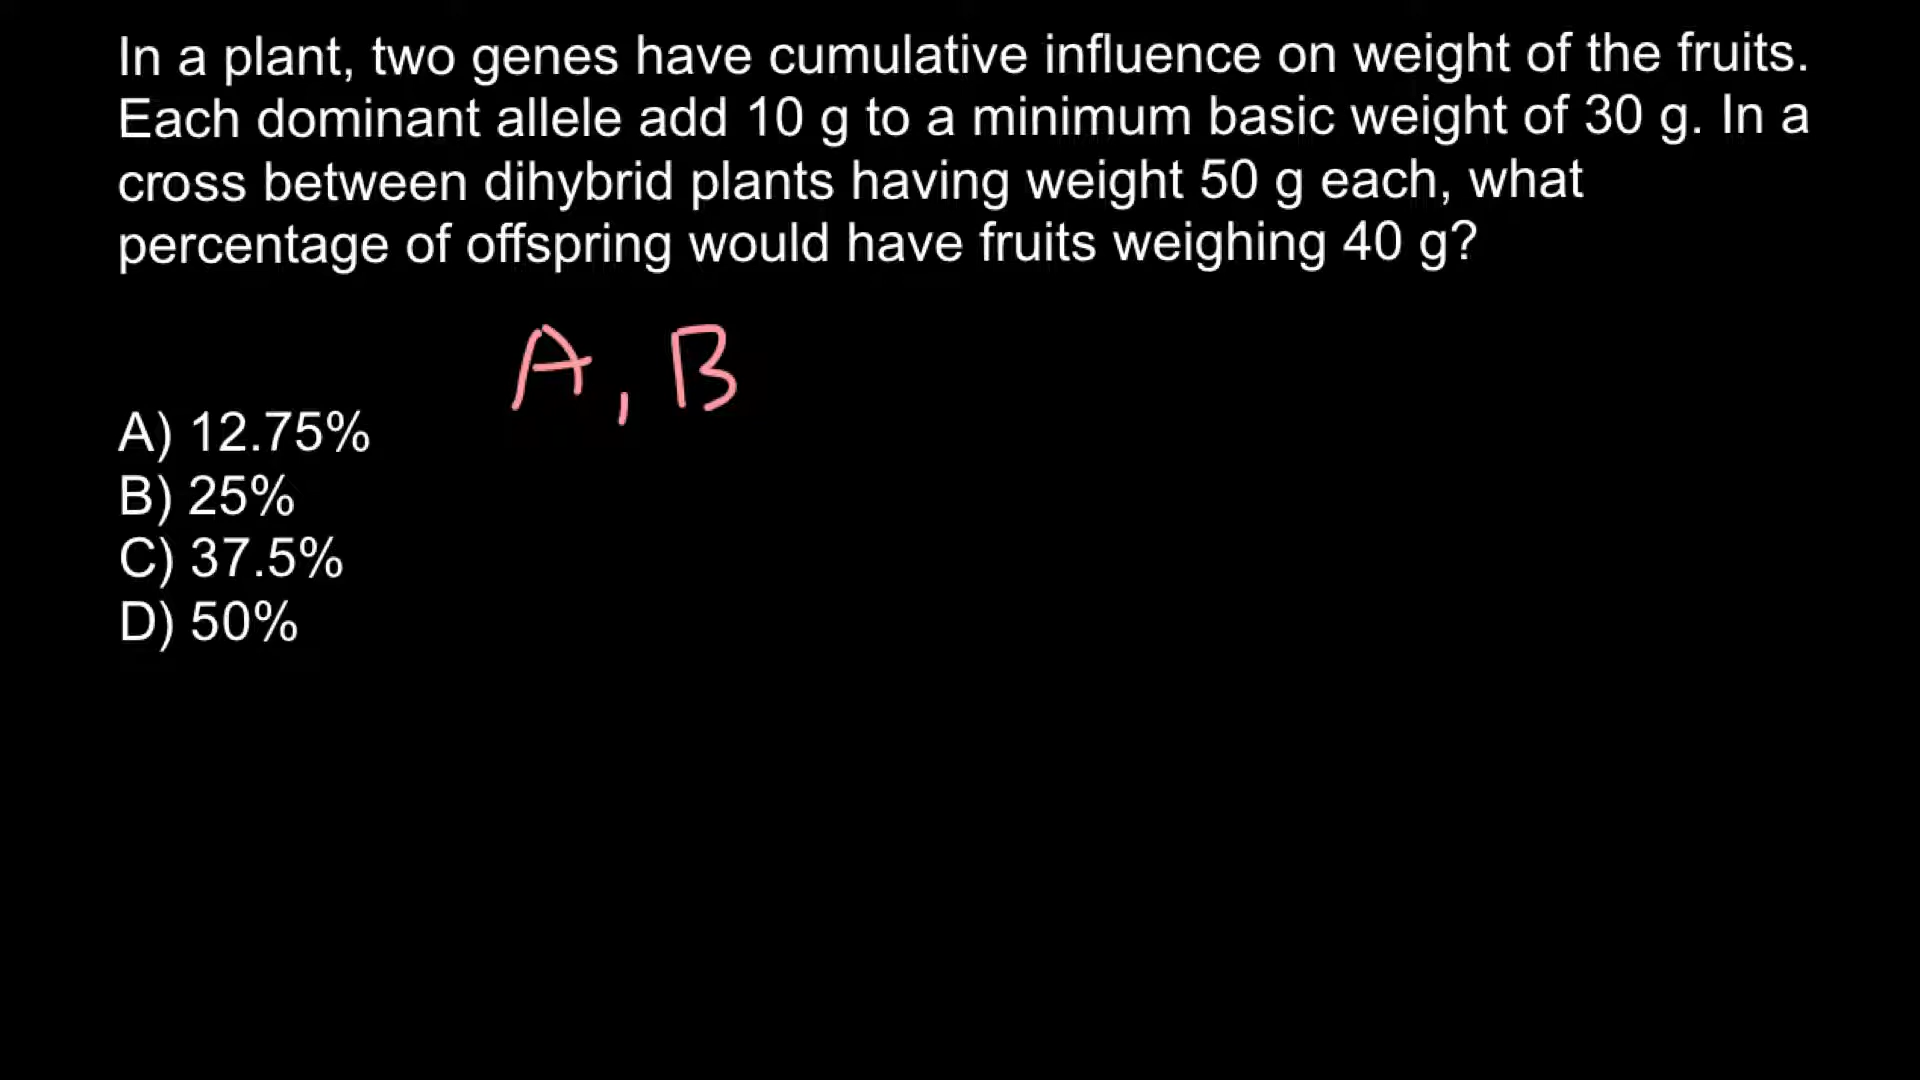 In a plant, two genes have cumulative influence on weight of the fruits.
Each dominant allele add 10 g to a minimum basic weight of 30 g. In a
cross between dihybrid plants having weight 50 g each, what
percentage of offspring would have fruits weighing 40 g?
A, B
A) 12.75%
B) 25%
C) 37.5%
D) 50%